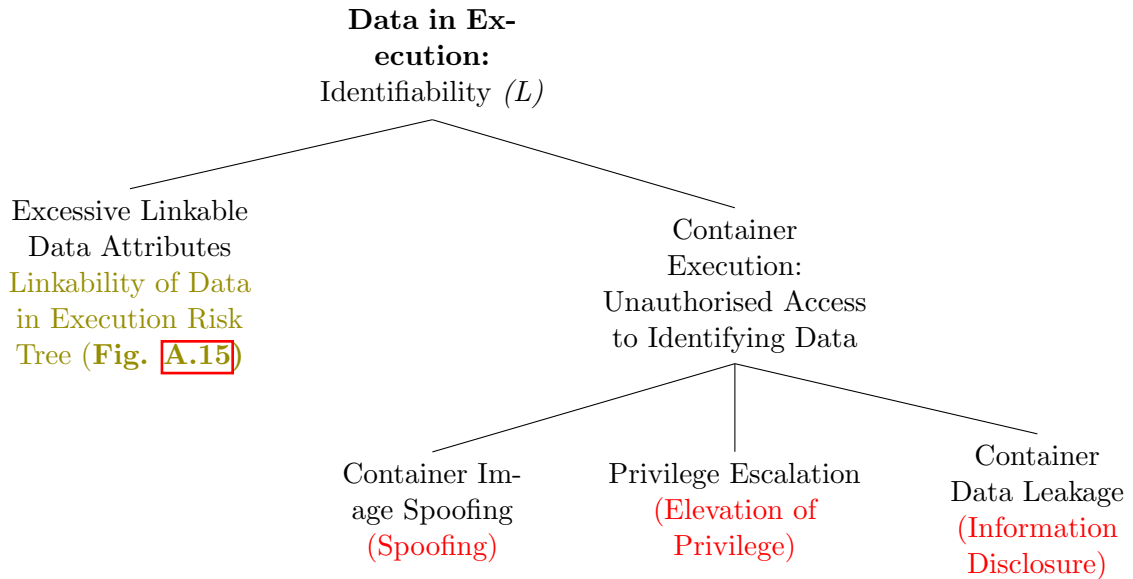 Data in Ex-
ecution:
Identifiability (L)
Excessive Linkable
Data Attributes
Linkability of Data
in Execution Risk
Tree (Fig. A.15)
Container
Execution:
Unauthorised Access
to Identifying Data
Container Im-
age Spoofing
(Spoofing)
Privilege Escalation
(Elevation of
Privilege)
Container
Data Leakage
(Information
Disclosure)